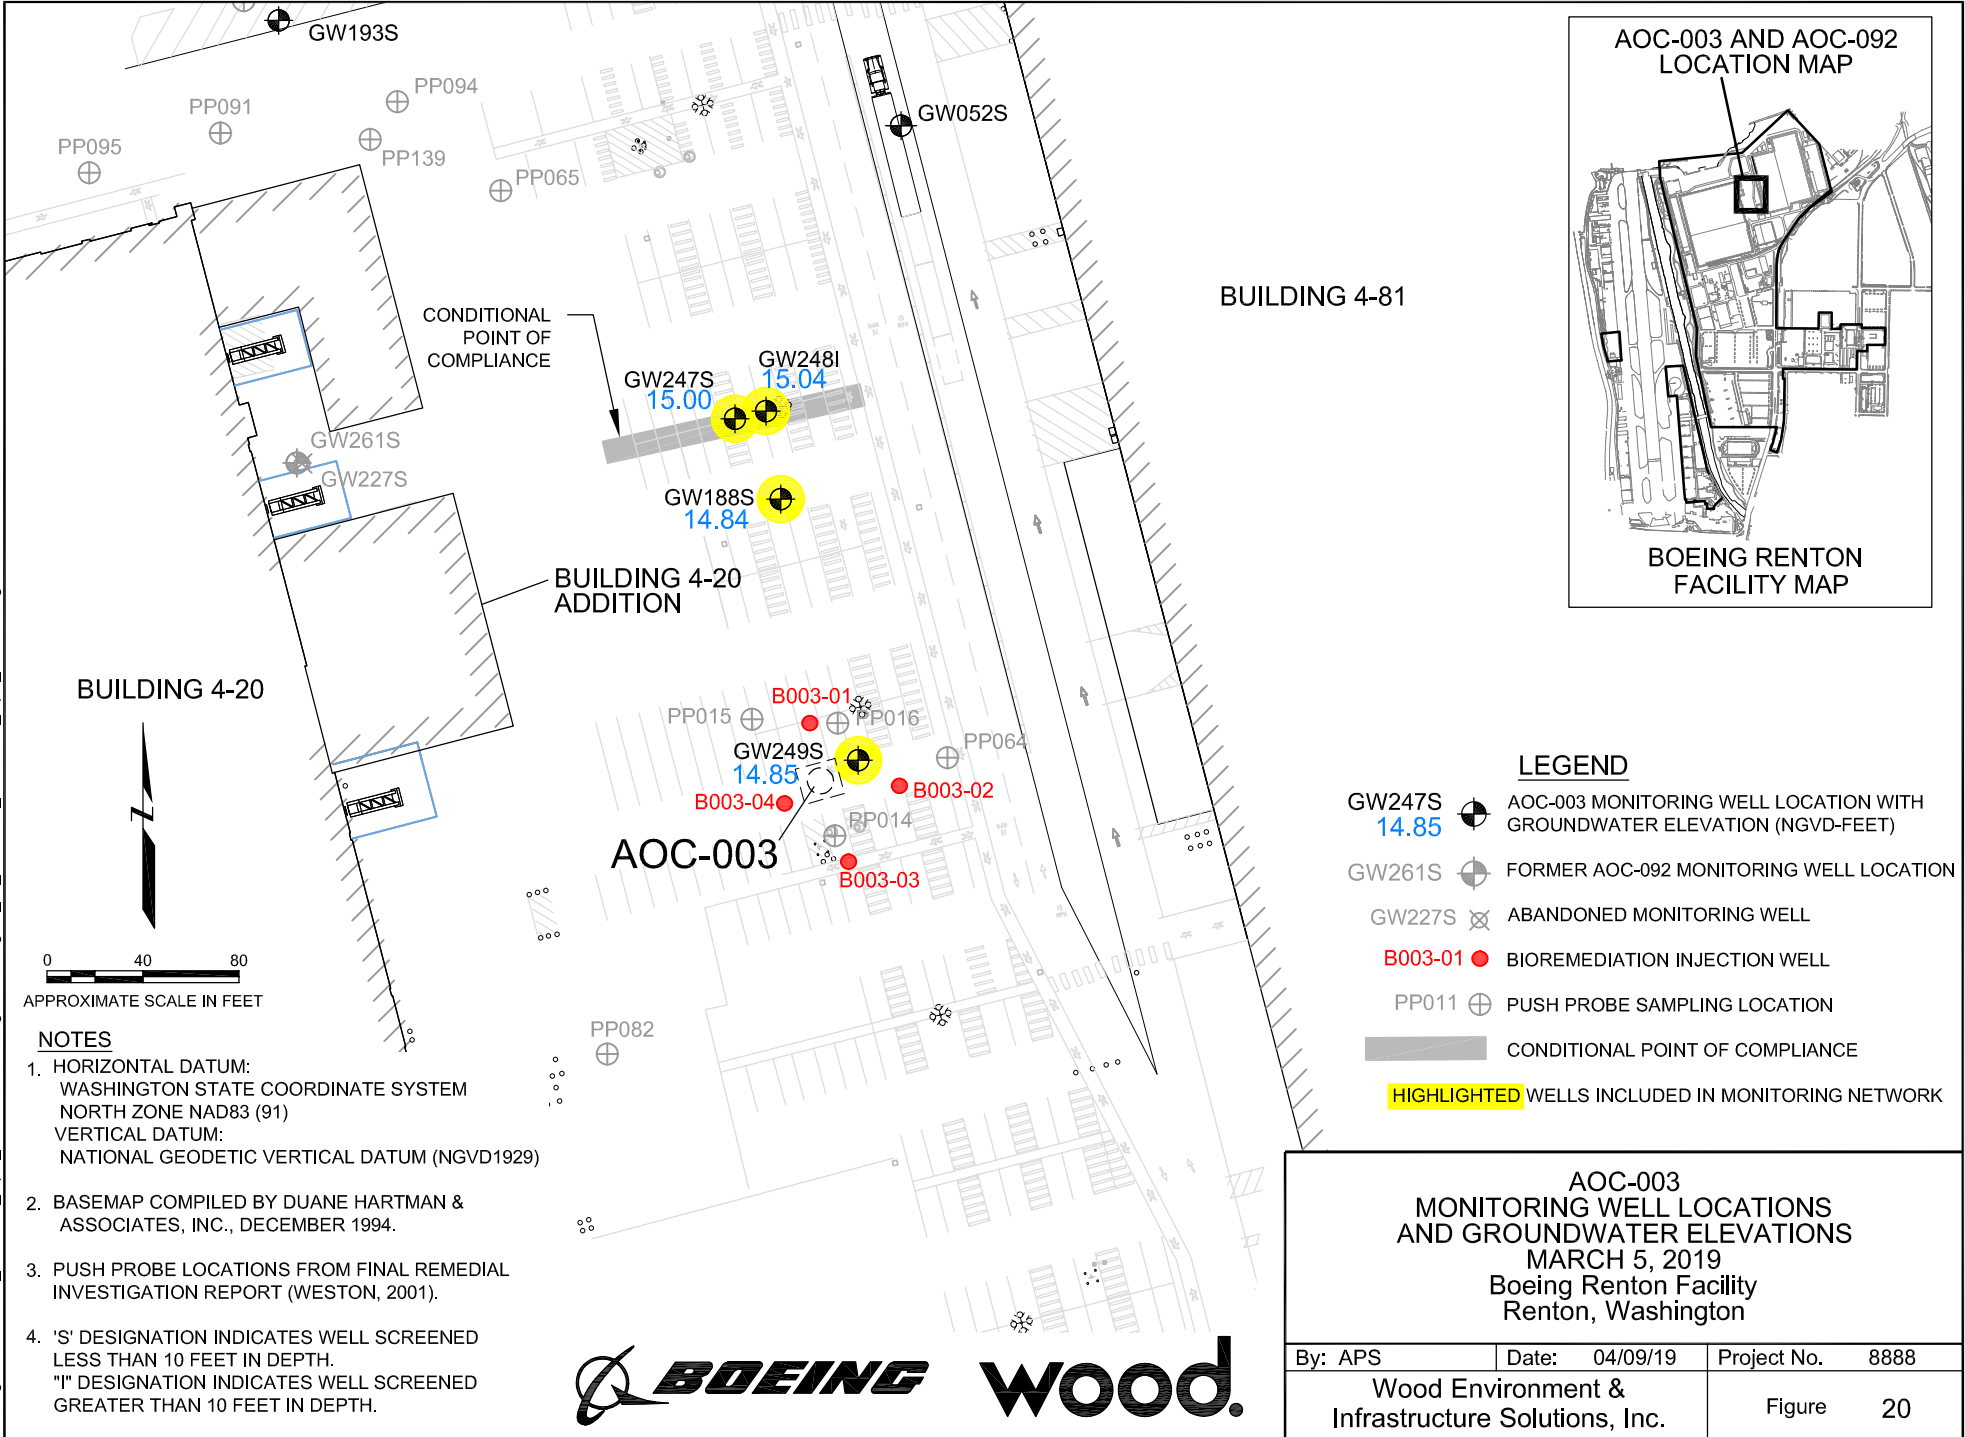 GW193S
PP094
PP091
PP095
PP139
PP065
GW052S
BUILDING 4-81
CONDITIONAL
POINT OF
COMPLIANCE
GW248I
15.04
GW247S
15.00
GW261S
GW227S
GW188S
14.84
BUILDING 4-20
ADDITION
BUILDING 4-20
B003-01
PP015
PP016
GW249S
14.85
PP064
B003-02
B003-04
PP014
AOC-003
B003-03
PP082
0 40 80
APPROXIMATE SCALE IN FEET
NOTES
1. HORIZONTAL DATUM:
WASHINGTON STATE COORDINATE SYSTEM
NORTH ZONE NAD83 (91)
VERTICAL DATUM:
NATIONAL GEODETIC VERTICAL DATUM (NGVD1929)
2. BASEMAP COMPILED BY DUANE HARTMAN &
ASSOCIATES, INC., DECEMBER 1994.
3. PUSH PROBE LOCATIONS FROM FINAL REMEDIAL
INVESTIGATION REPORT (WESTON, 2001).
4. 'S' DESIGNATION INDICATES WELL SCREENED
LESS THAN 10 FEET IN DEPTH.
"I" DESIGNATION INDICATES WELL SCREENED
GREATER THAN 10 FEET IN DEPTH.
BOEING
wood.
AOC-003 AND AOC-092
LOCATION MAP
BOEING RENTON
FACILITY MAP
LEGEND
GW247S
14.85
AOC-003 MONITORING WELL LOCATION WITH
GROUNDWATER ELEVATION (NGVD-FEET)
GW261S FORMER AOC-092 MONITORING WELL LOCATION
GW227S ABANDONED MONITORING WELL
B003-01 BIOREMEDIATION INJECTION WELL
PP011 PUSH PROBE SAMPLING LOCATION
CONDITIONAL POINT OF COMPLIANCE
HIGHLIGHTED WELLS INCLUDED IN MONITORING NETWORK
AOC-003
MONITORING WELL LOCATIONS
AND GROUNDWATER ELEVATIONS
MARCH 5, 2019
Boeing Renton Facility
Renton, Washington
By: APS Date: 04/09/19 Project No. 8888
Wood Environment &
Infrastructure Solutions, Inc.
Figure 20